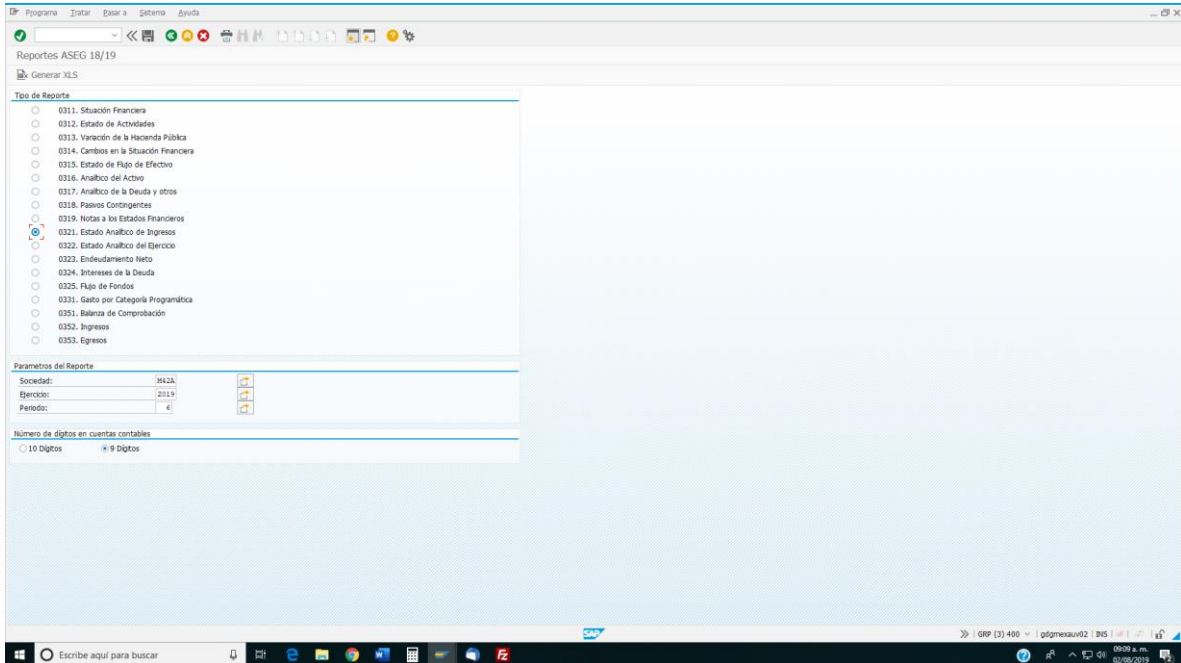 Programa Tratar Pasar a Sistema Ayuda
Reportes ASEG 18/19
Generar XLS
Tipo de Reporte
0311. Situación Financiera
0312. Estado de Actividades
0313. Variación de la Hacienda Pública
0314. Cambios en la Situación Financiera
0315. Estado de Flujo de Efectivo
0316. Analítico del Activo
0317. Analítico de la Deuda y otros
0318. Pasivos Contingentes
0319. Notas a los Estados Financieros
0321. Estado Analítico de Ingresos
0322. Estado Analítico del Ejercicio
0323. Endeudamiento Neto
0324. Intereses de la Deuda
0325. Flujo de Fondos
0331. Gasto por Categoría Programática
0351. Balanza de Comprobación
0352. Ingresos
0353. Egresos
Parametros del Reporte
Sociedad: M42A
Ejercicio: 2019
Periodo: 6
Número de dígitos en cuentas contables
10 Dígitos 9 Dígitos
SAP GRP (3) 400 gdgmexauv02 INS
Escribe aquí para buscar 09:09 a. m.
02/08/2019